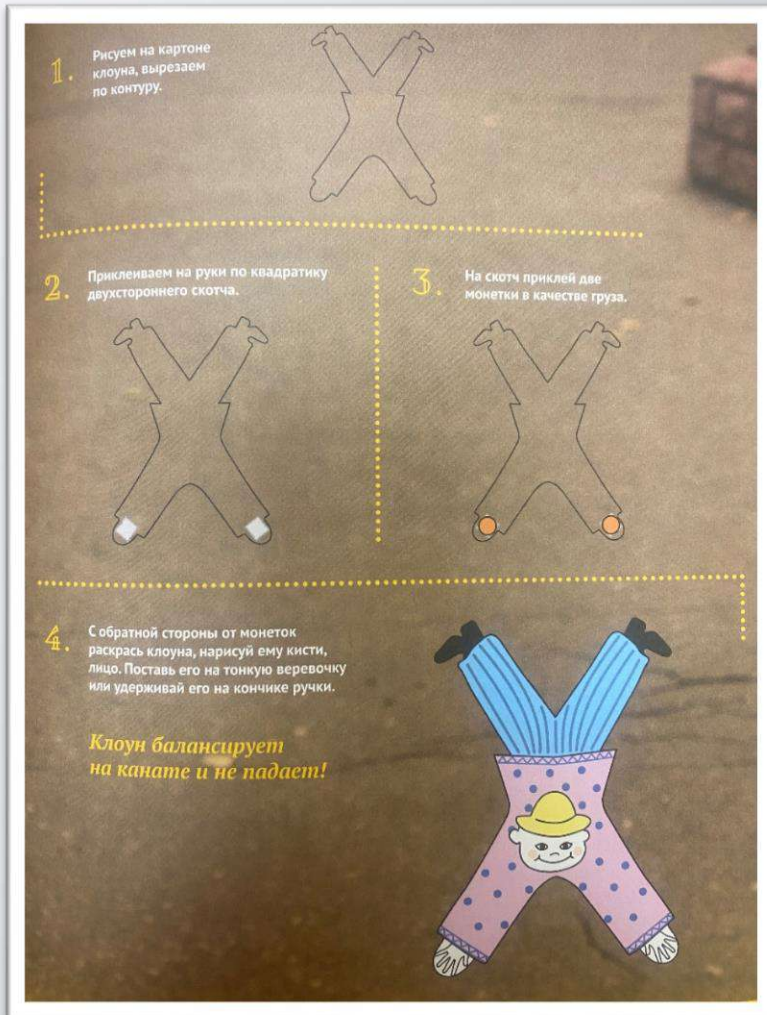 1.
Рисуем на картоне
клоуна, вырезаем
по контуру.
2.
Приклеиваем на руки по квадратику
двухстороннего скотча.
3.
На скотч приклей две
монетки в качестве груза.
4.
С обратной стороны от монеток
раскрась клоуна, нарисуй ему кисти,
лицо. Поставь его на тонкую веревочку
или удерживай его на кончике ручки.
Клоун балансирует
на канате и не падает!